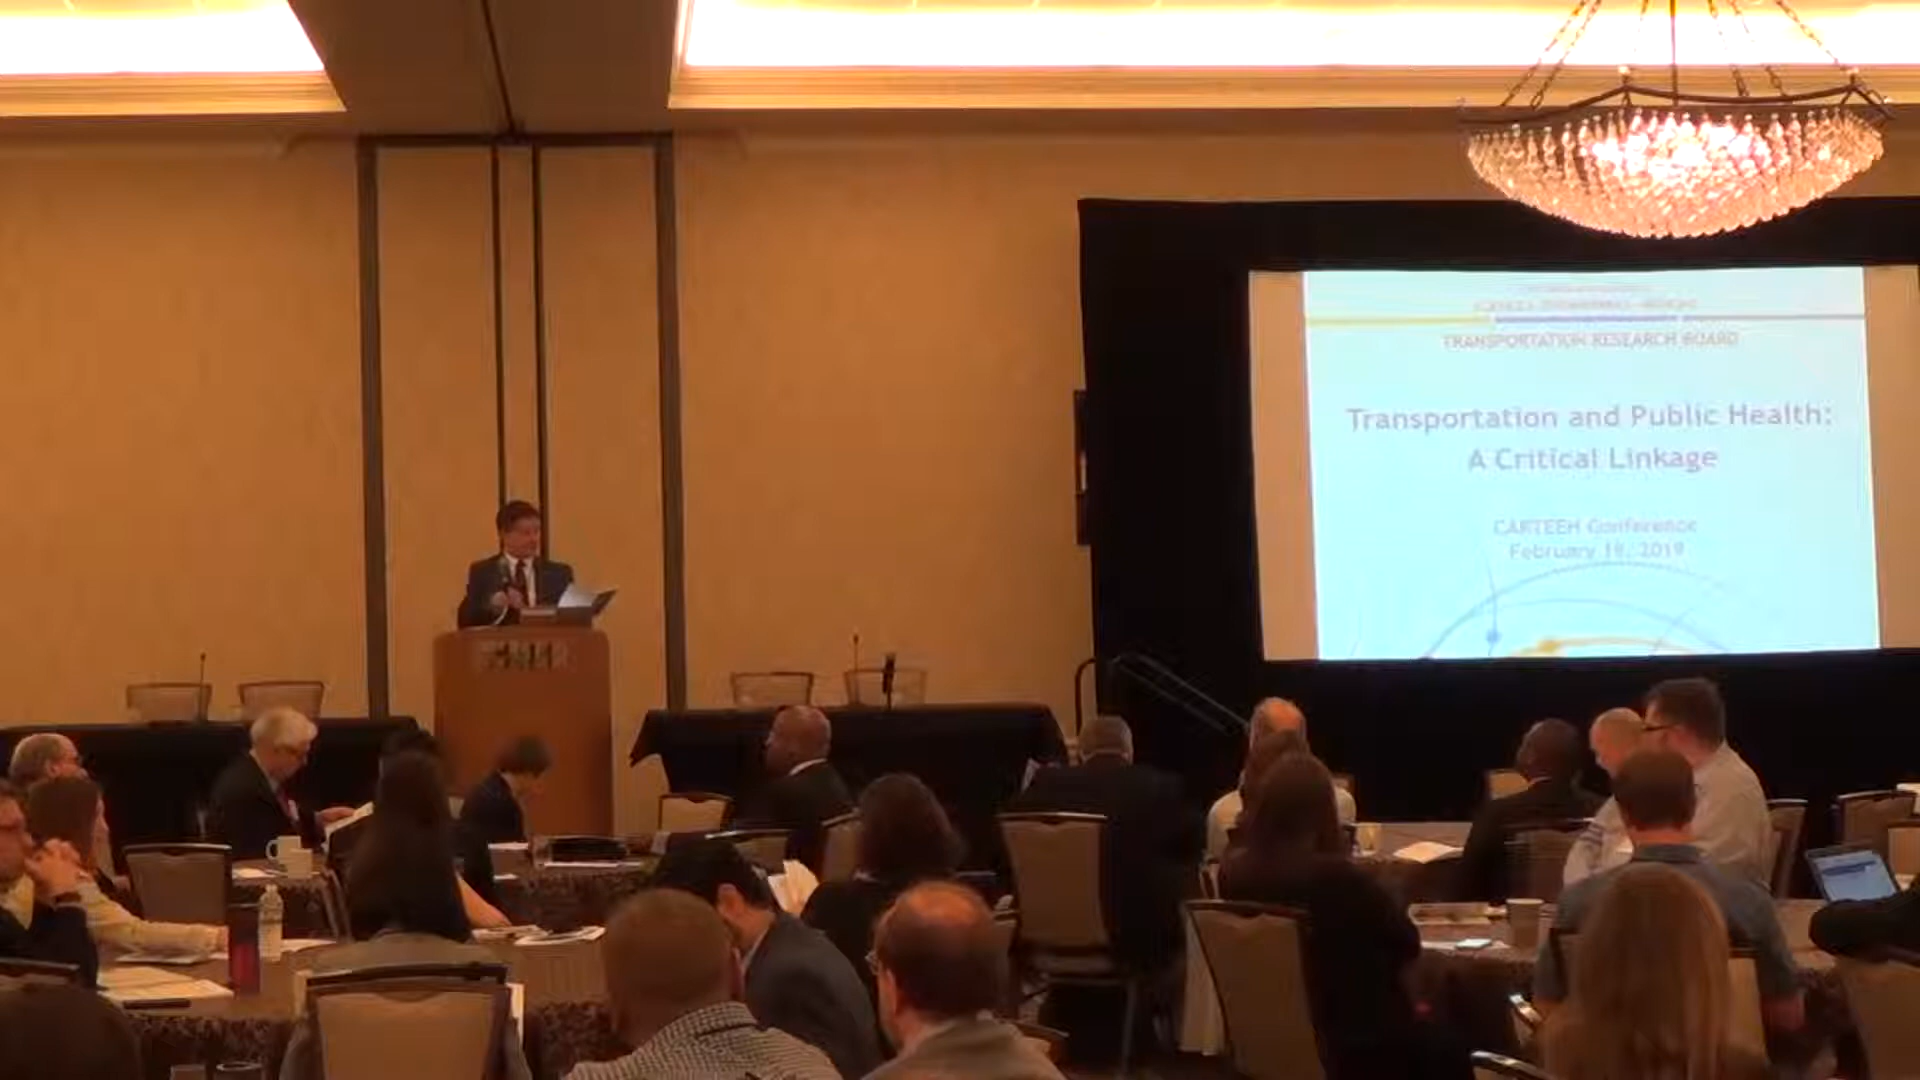 TRANSPORTATION RESEARCH BOARD
Transportation and Public Health:
A Critical Linkage
CARTEEH Conference
February 19, 2019